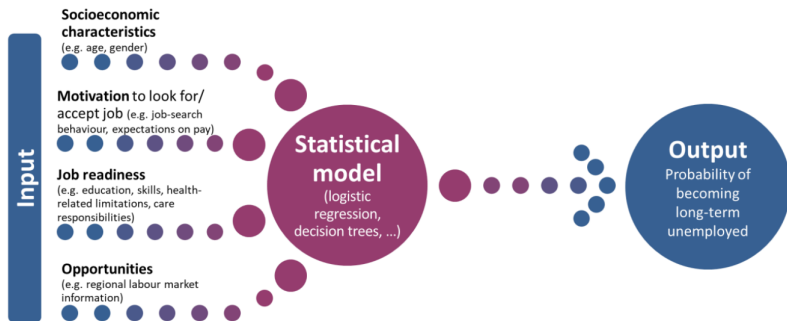 Input
Socioeconomic
characteristics
(e.g. age, gender)
Motivation to look for/
accept job (e.g. job-search
behaviour, expectations on pay)
Job readiness
(e.g. education, skills, health-
related limitations, care
responsibilities)
Opportunities
(e.g. regional labour market
information)
Statistical
model
(logistic
regression,
decision trees, ...)
Output
Probability of
becoming
long-term
unemployed